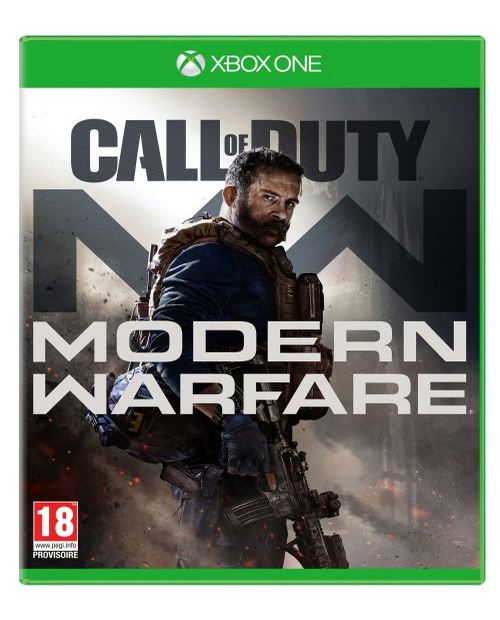 XBOX ONE
CALL OF DUTY
MW
MODERN
WARFARE®
18
www.pegi.info
PROVISOIRE